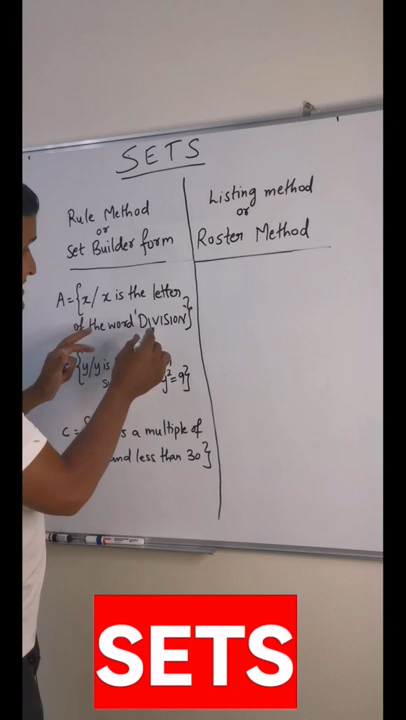 SETS
Rule Method
or
Set Builder form
Listing method
or
Roster Method
A={x/x is the letter
of the word 'DIVISION'}
{y/y is
y²=9}
C={ is a multiple of
and less than 30}
SETS